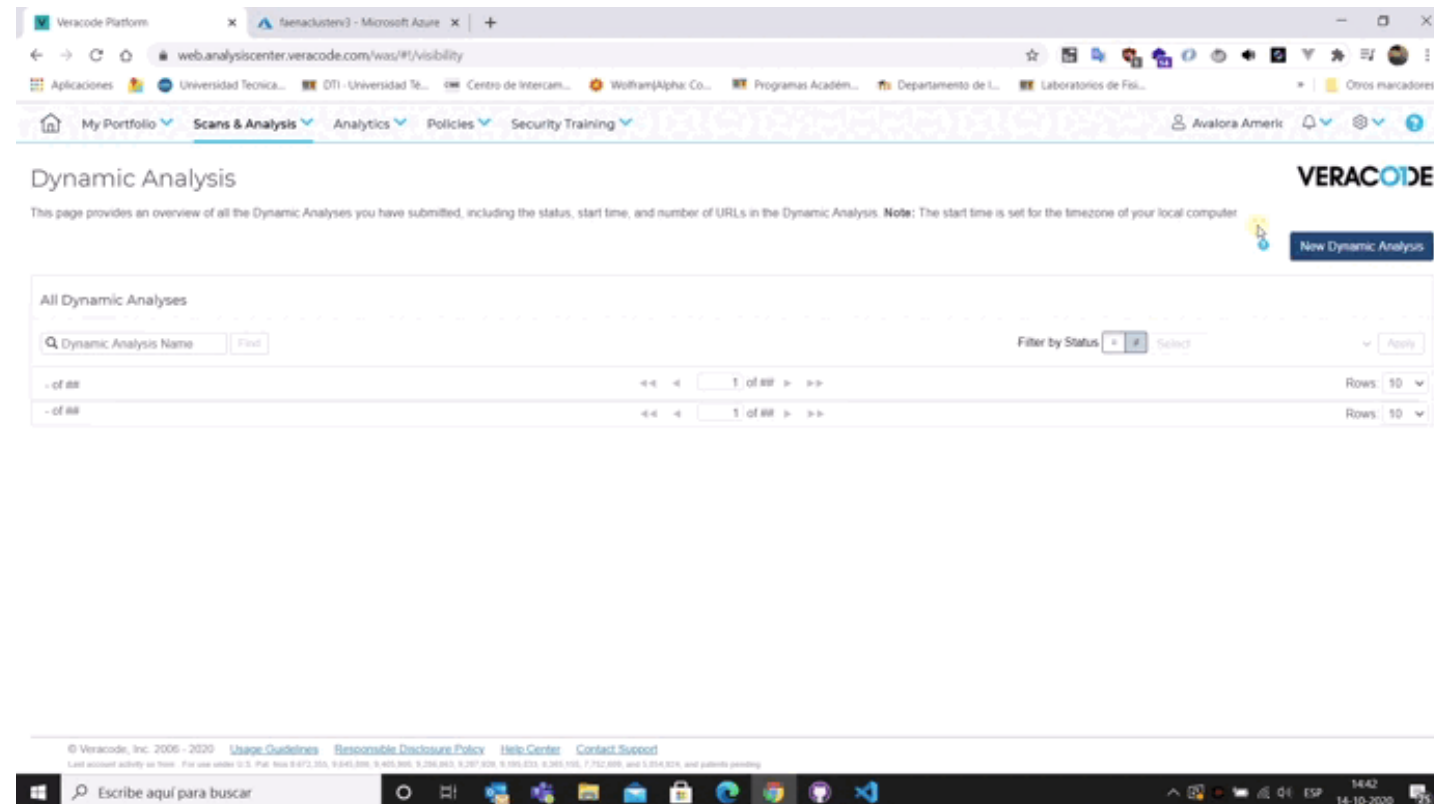 Veracode Platform
faenaclusterv3 - Microsoft Azure
web.analysiscenter.veracode.com/was/#!/visibility
Aplicaciones
Universidad Tecnica...
DTI - Universidad Té...
Centro de Intercam...
Wolfram|Alpha: Co...
Programas Académ...
Departamento de I...
Laboratorios de Fisi...
Otros marcadores
My Portfolio
Scans & Analysis
Analytics
Policies
Security Training
Avalora Americ
Dynamic Analysis
VERACODE
This page provides an overview of all the Dynamic Analyses you have submitted, including the status, start time, and number of URLs in the Dynamic Analysis. Note: The start time is set for the timezone of your local computer
New Dynamic Analysis
All Dynamic Analyses
Dynamic Analysis Name
Find
Filter by Status
Select
Apply
- of ##
1 of ##
Rows: 10
- of ##
1 of ##
Rows: 10
© Veracode, Inc. 2006 - 2020 Usage Guidelines Responsible Disclosure Policy Help Center Contact Support
Escribe aquí para buscar
ESP
14:42
14-10-2020